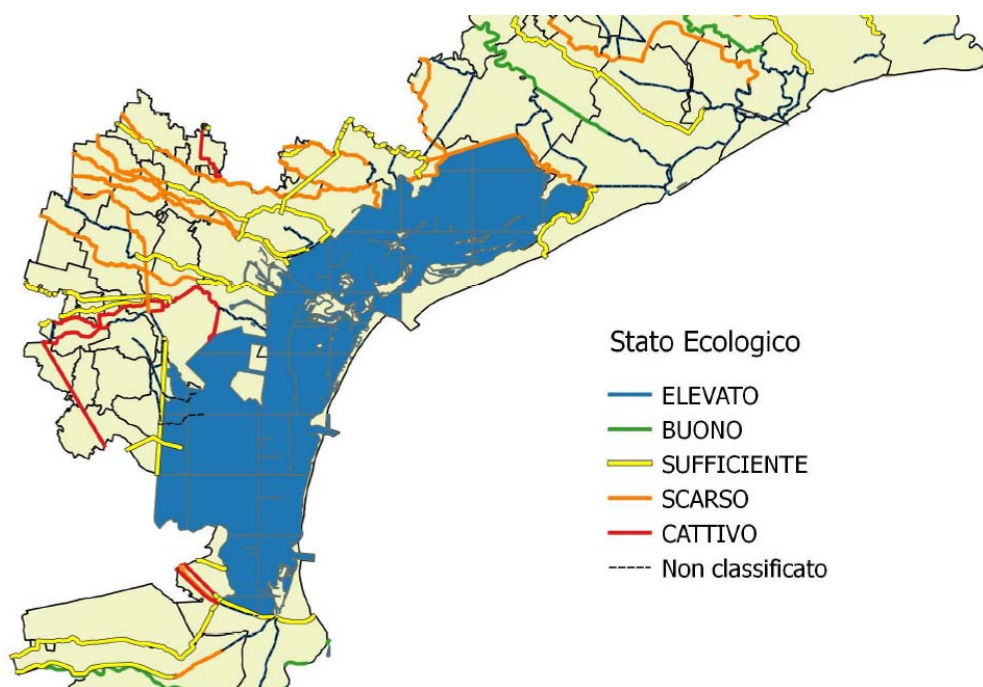 Stato Ecologico
ELEVATO
BUONO
SUFFICIENTE
SCARSO
CATTIVO
Non classificato